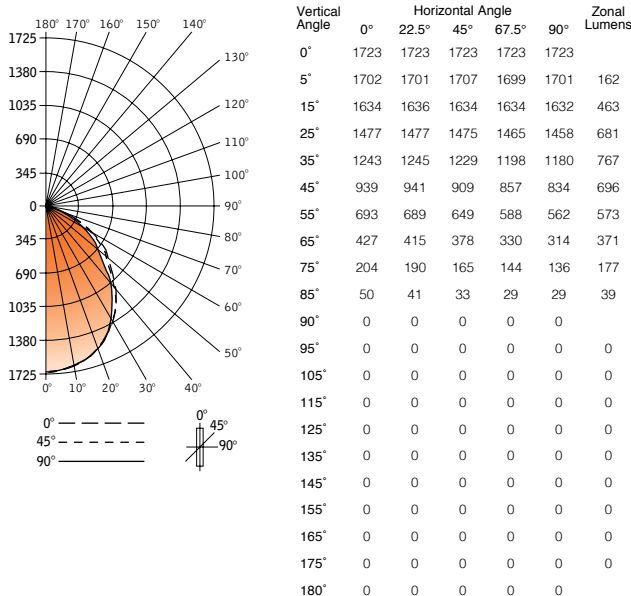 180° 170° 160° 150° 140°
1725
1380
1035
690
345
0
345
690
1035
1380
1725
130°
120°
110°
100°
90°
80°
70°
60°
50°
0° 10° 20° 30° 40°
0°
45°
90°
0°
45°
90°
Vertical Angle Horizontal Angle Zonal Lumens
0° 22.5° 45° 67.5° 90°
0° 1723 1723 1723 1723 1723
5° 1702 1701 1707 1699 1701 162
15° 1634 1636 1634 1634 1632 463
25° 1477 1477 1475 1465 1458 681
35° 1243 1245 1229 1198 1180 767
45° 939 941 909 857 834 696
55° 693 689 649 588 562 573
65° 427 415 378 330 314 371
75° 204 190 165 144 136 177
85° 50 41 33 29 29 39
90° 0 0 0 0 0
95° 0 0 0 0 0 0
105° 0 0 0 0 0 0
115° 0 0 0 0 0 0
125° 0 0 0 0 0 0
135° 0 0 0 0 0 0
145° 0 0 0 0 0 0
155° 0 0 0 0 0 0
165° 0 0 0 0 0 0
175° 0 0 0 0 0 0
180° 0 0 0 0 0